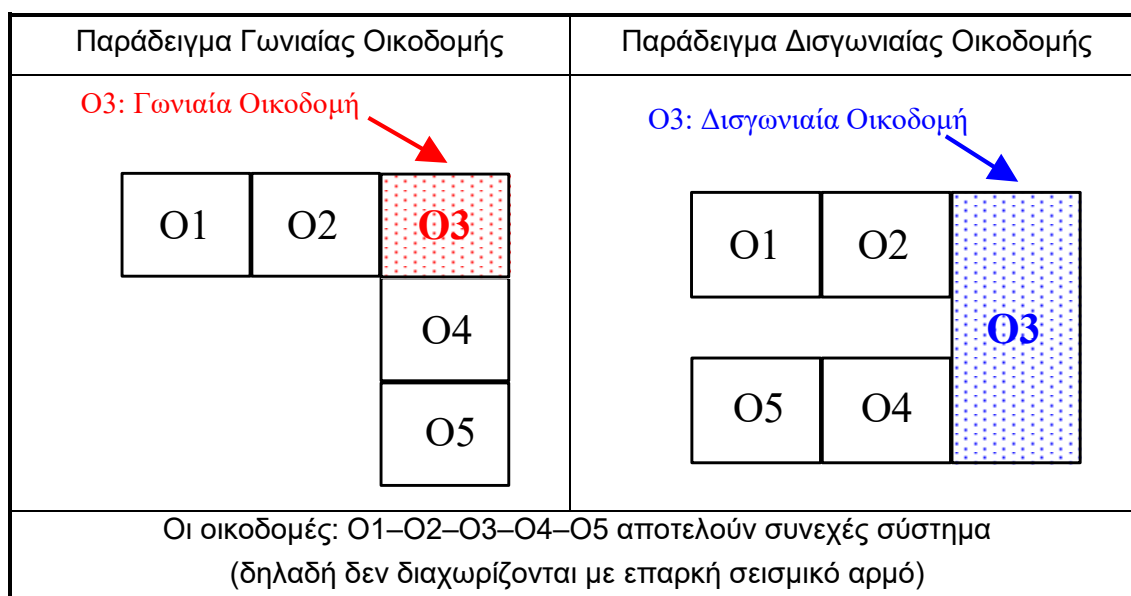 Παράδειγμα Γωνιαίας Οικοδομής
Παράδειγμα Δισγωνιαίας Οικοδομής
Ο3: Γωνιαία Οικοδομή
Ο3: Δισγωνιαία Οικοδομή
Ο1
Ο2
Ο3
Ο4
Ο5
Ο1
Ο2
Ο3
Ο5
Ο4
Οι οικοδομές: Ο1–Ο2–Ο3–Ο4–Ο5 αποτελούν συνεχές σύστημα
(δηλαδή δεν διαχωρίζονται με επαρκή σεισμικό αρμό)